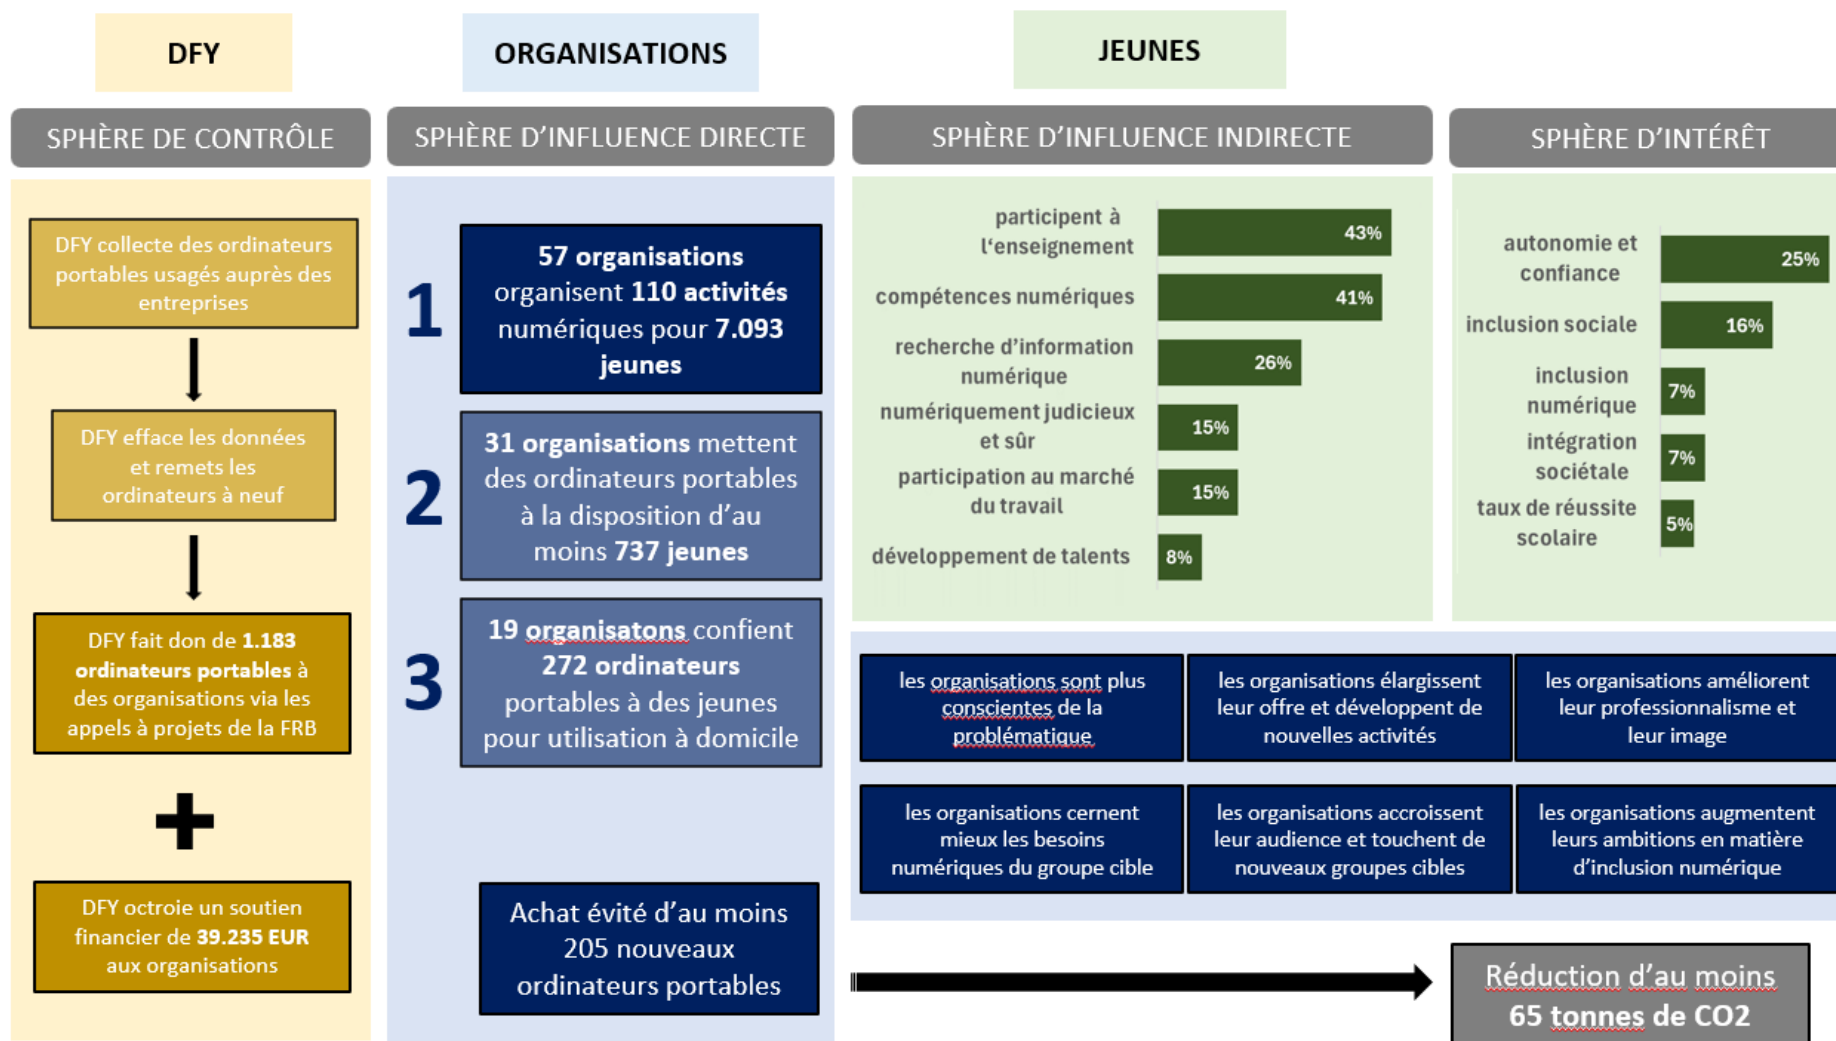 DFY
ORGANISATIONS
JEUNES
SPHÈRE DE CONTRÔLE
SPHÈRE D’INFLUENCE DIRECTE
SPHÈRE D’INFLUENCE INDIRECTE
SPHÈRE D’INTÉRÊT
DFY collecte des ordinateurs
portables usagés auprès des
entreprises
DFY efface les données
et remets les
ordinateurs à neuf
DFY fait don de 1.183
ordinateurs portables à
des organisations via les
appels à projets de la FRB
DFY octroie un soutien
financier de 39.235 EUR
aux organisations
1
57 organisations
organisent 110 activités
numériques pour 7.093
jeunes
2
31 organisations mettent
des ordinateurs portables
à la disposition d’au
moins 737 jeunes
3
19 organisatons confient
272 ordinateurs
portables à des jeunes
pour utilisation à domicile
Achat évité d’au moins
205 nouveaux
ordinateurs portables
participent à
l‘enseignement
43%
compétences numériques
41%
recherche d’information
numérique
26%
numériquement judicieux
et sûr
15%
participation au marché
du travail
15%
développement de talents
8%
autonomie et
confiance
25%
inclusion sociale
16%
inclusion
numérique
7%
intégration
sociétale
7%
taux de réussite
scolaire
5%
les organisations sont plus
conscientes de la
problématique
les organisations élargissent
leur offre et développent de
nouvelles activités
les organisations améliorent
leur professionnalisme et
leur image
les organisations cernent
mieux les besoins
numériques du groupe cible
les organisations accroissent
leur audience et touchent de
nouveaux groupes cibles
les organisations augmentent
leurs ambitions en matière
d’inclusion numérique
Réduction d’au moins
65 tonnes de CO2